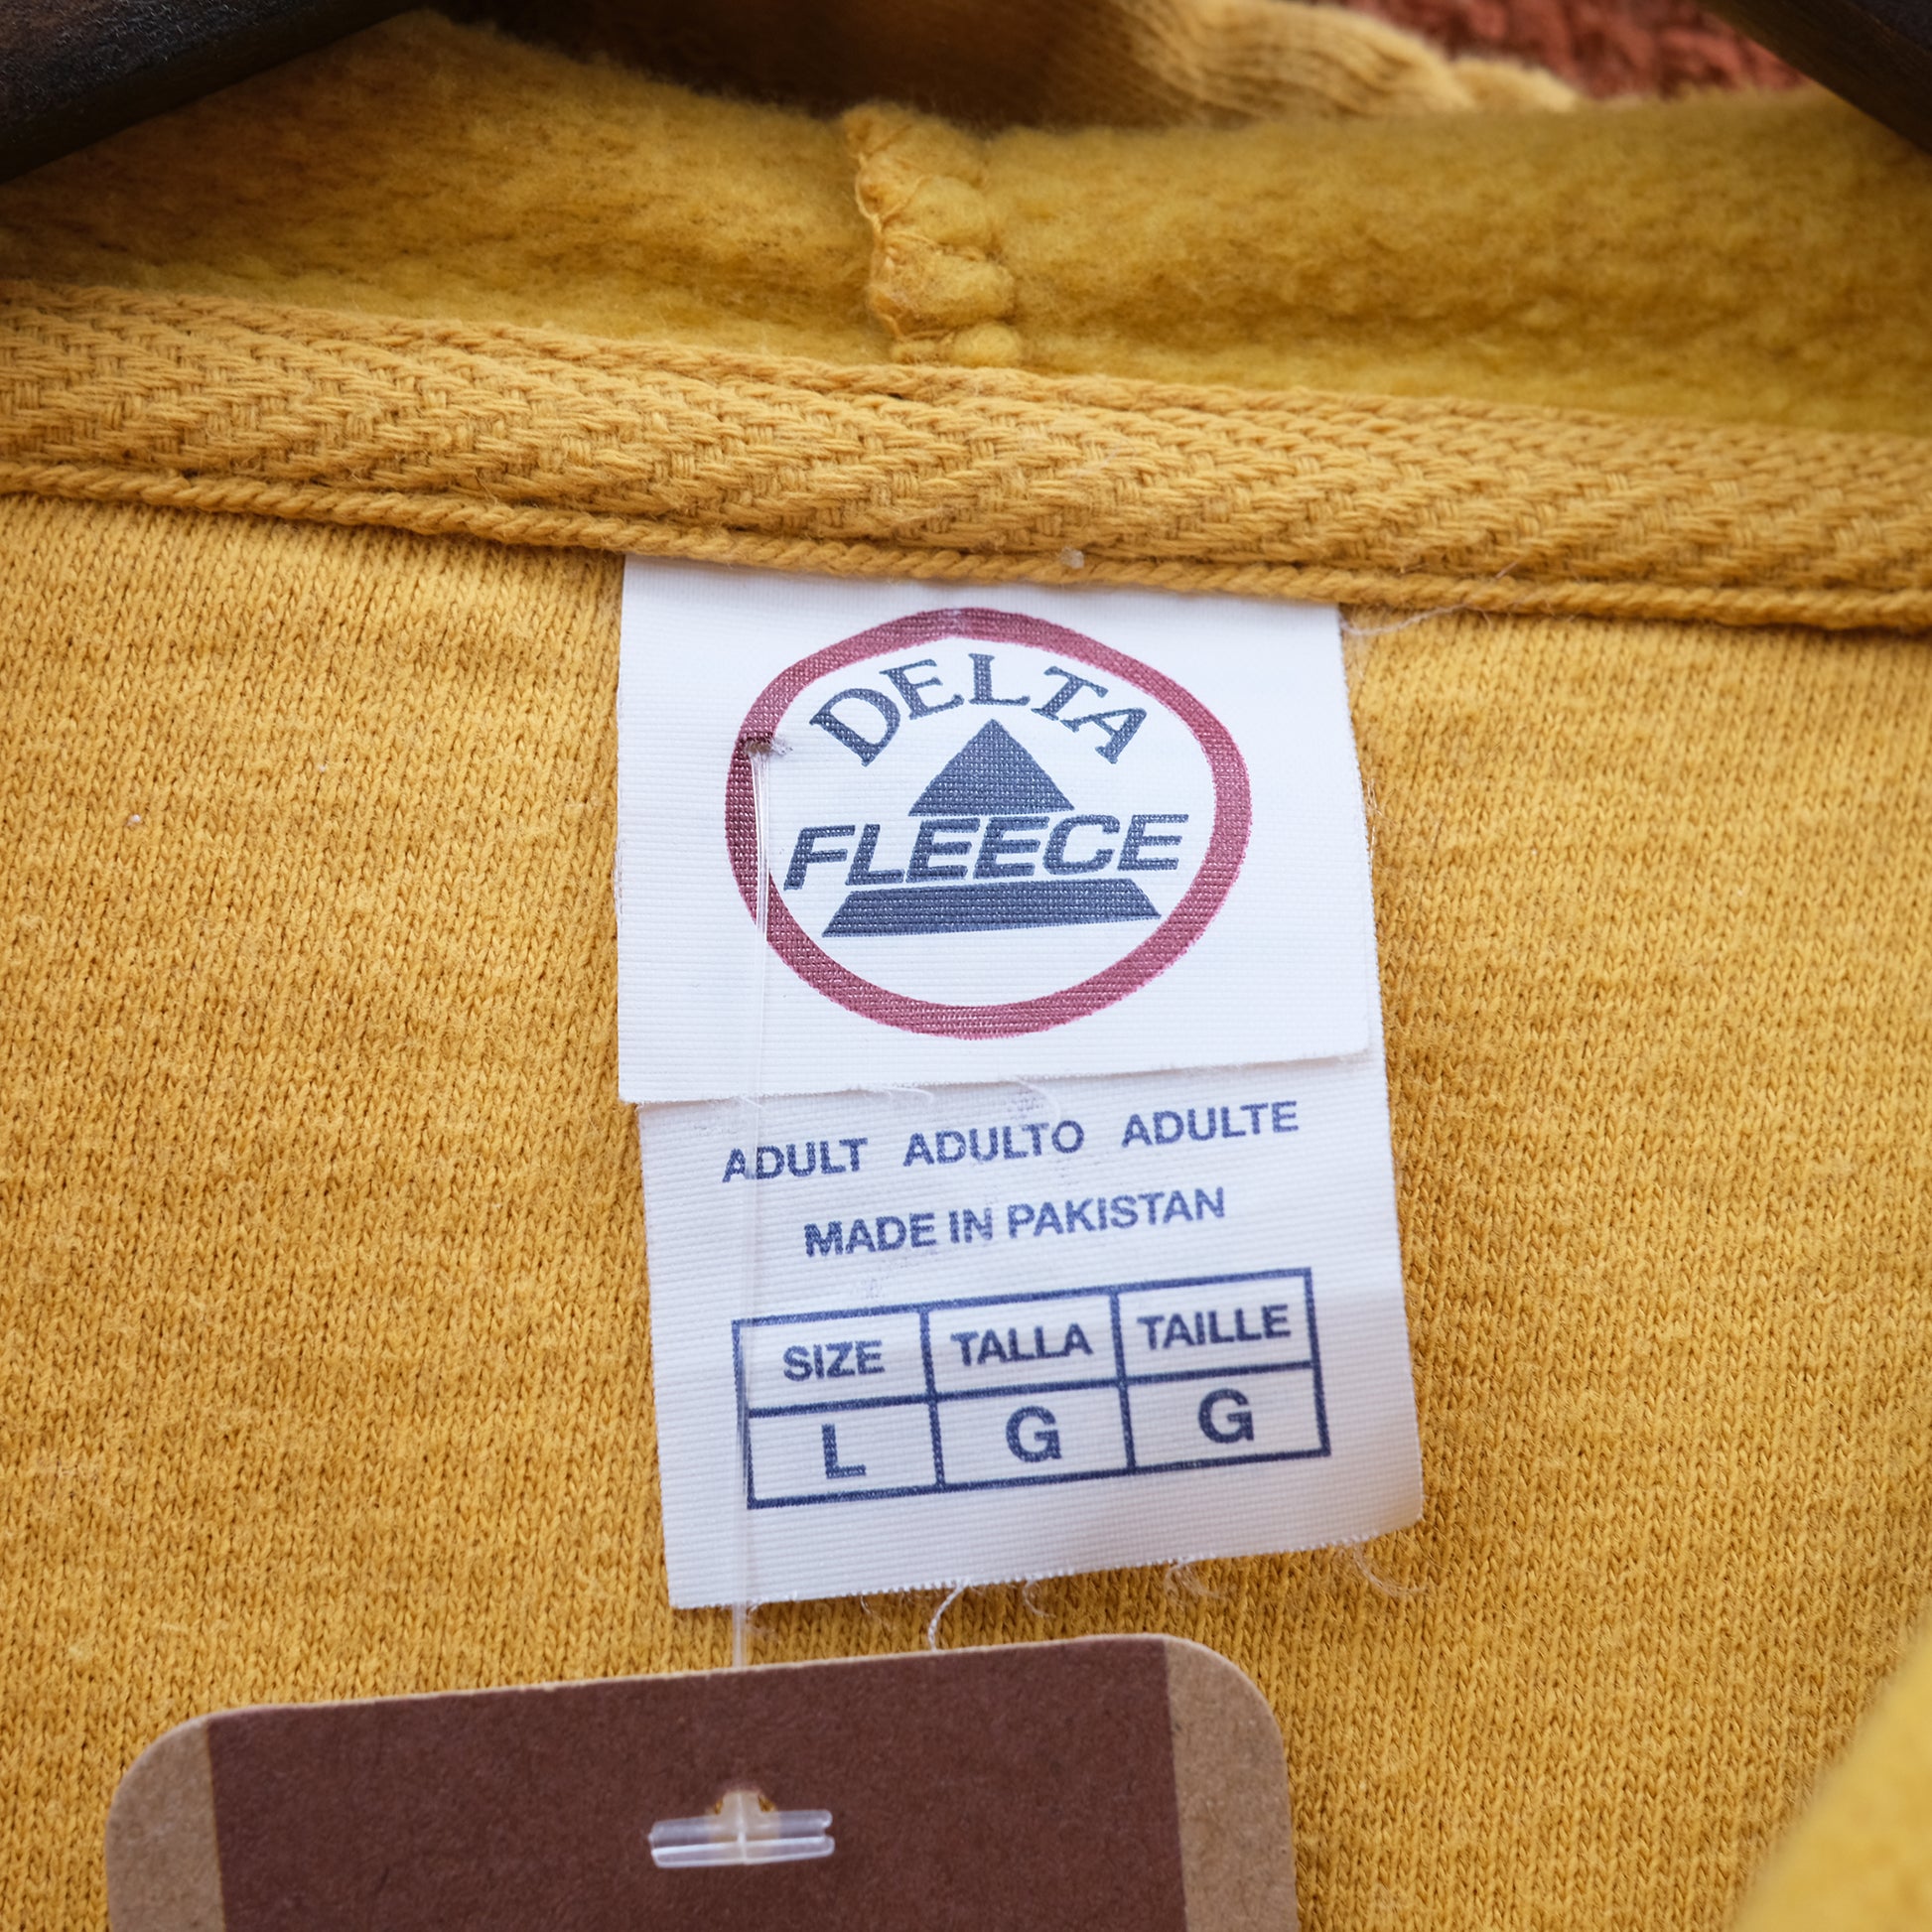 DELTA
FLEECE
ADULT ADULTO ADULTE
MADE IN PAKISTAN
SIZE TALLA TAILLE
L G G